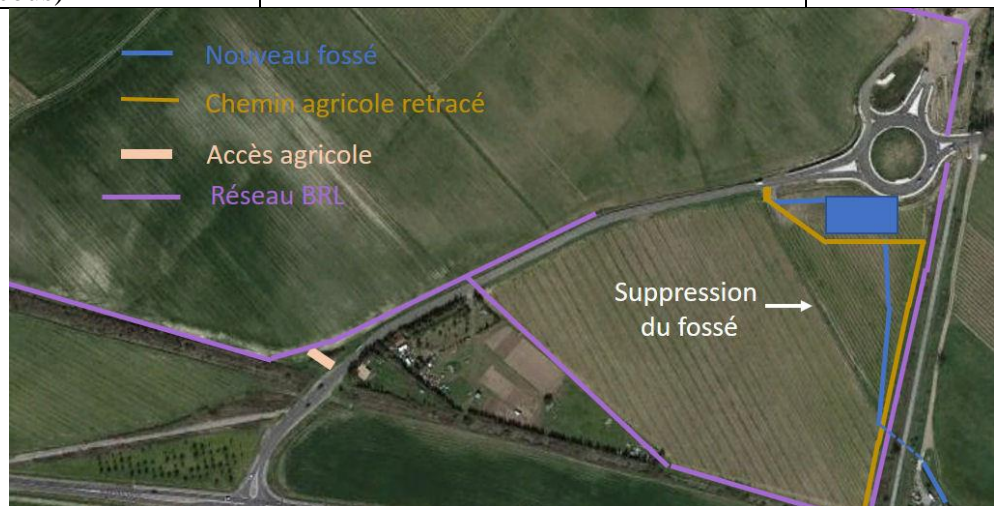 Nouveau fossé
Chemin agricole retracé
Accès agricole
Réseau BRL
Suppression
du fossé